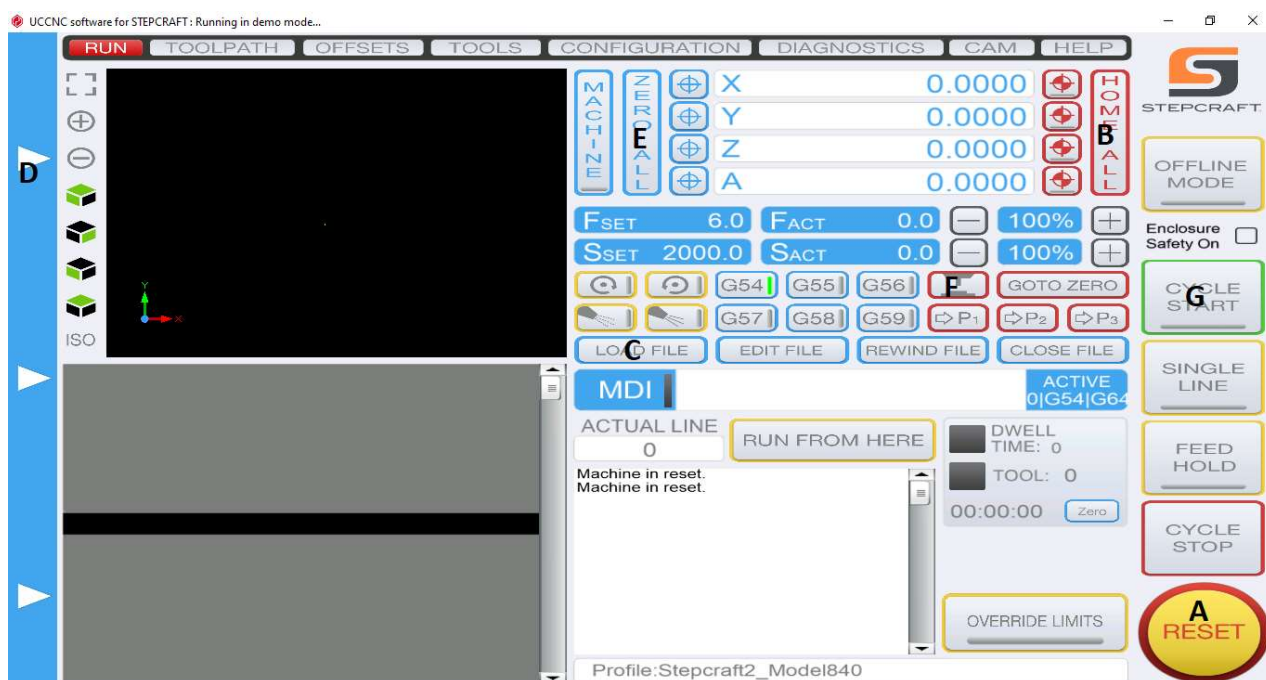 UCCNC software for STEPCRAFT : Running in demo mode...
RUN TOOLPATH OFFSETS TOOLS CONFIGURATION DIAGNOSTICS CAM HELP
STEPCRAFT
MACHINE
ZERO ALL
E
X 0.0000
Y 0.0000
Z 0.0000
A 0.0000
HOME ALL
B
D
OFFLINE
MODE
FSET 6.0 FACT 0.0 100%
SSET 2000.0 SACT 0.0 100%
Enclosure
Safety On
G54 G55 G56 F GOTO ZERO
G57 G58 G59 P1 P2 P3
CYCLE
START
G
Y
X
ISO
LOAD FILE EDIT FILE REWIND FILE CLOSE FILE
C
MDI
ACTIVE
0|G54|G64
SINGLE
LINE
ACTUAL LINE
0
RUN FROM HERE
DWELL
TIME: 0
TOOL: 0
00:00:00 Zero
FEED
HOLD
Machine in reset.
Machine in reset.
CYCLE
STOP
OVERRIDE LIMITS
A
RESET
Profile:Stepcraft2_Model840